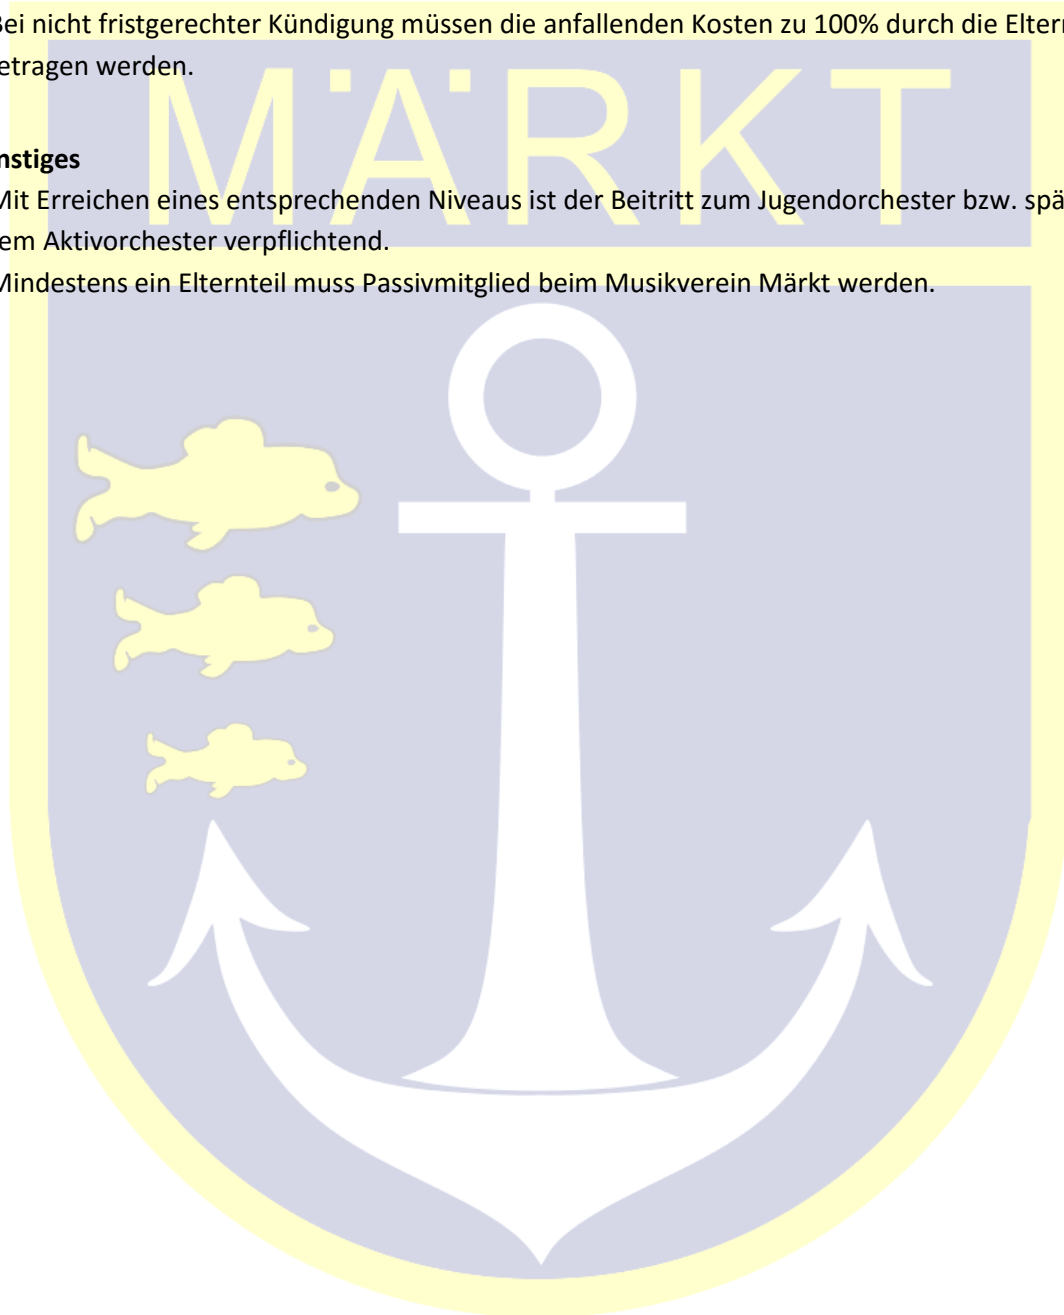 Bei nicht fristgerechter Kündigung müssen die anfallenden Kosten zu 100% durch die Eltern
etragen werden.
MÄRKT
nstiges
Mit Erreichen eines entsprechenden Niveaus ist der Beitritt zum Jugendorchester bzw. spä
em Aktivorchester verpflichtend.
Mindestens ein Elternteil muss Passivmitglied beim Musikverein Märkt werden.